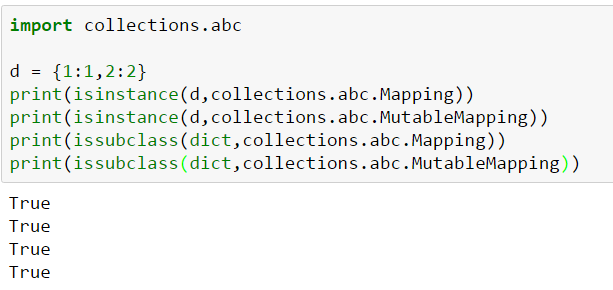 import collections.abc
d = {1:1,2:2}
print(isinstance(d,collections.abc.Mapping))
print(isinstance(d,collections.abc.MutableMapping))
print(issubclass(dict,collections.abc.Mapping))
print(issubclass(dict,collections.abc.MutableMapping))
True
True
True
True